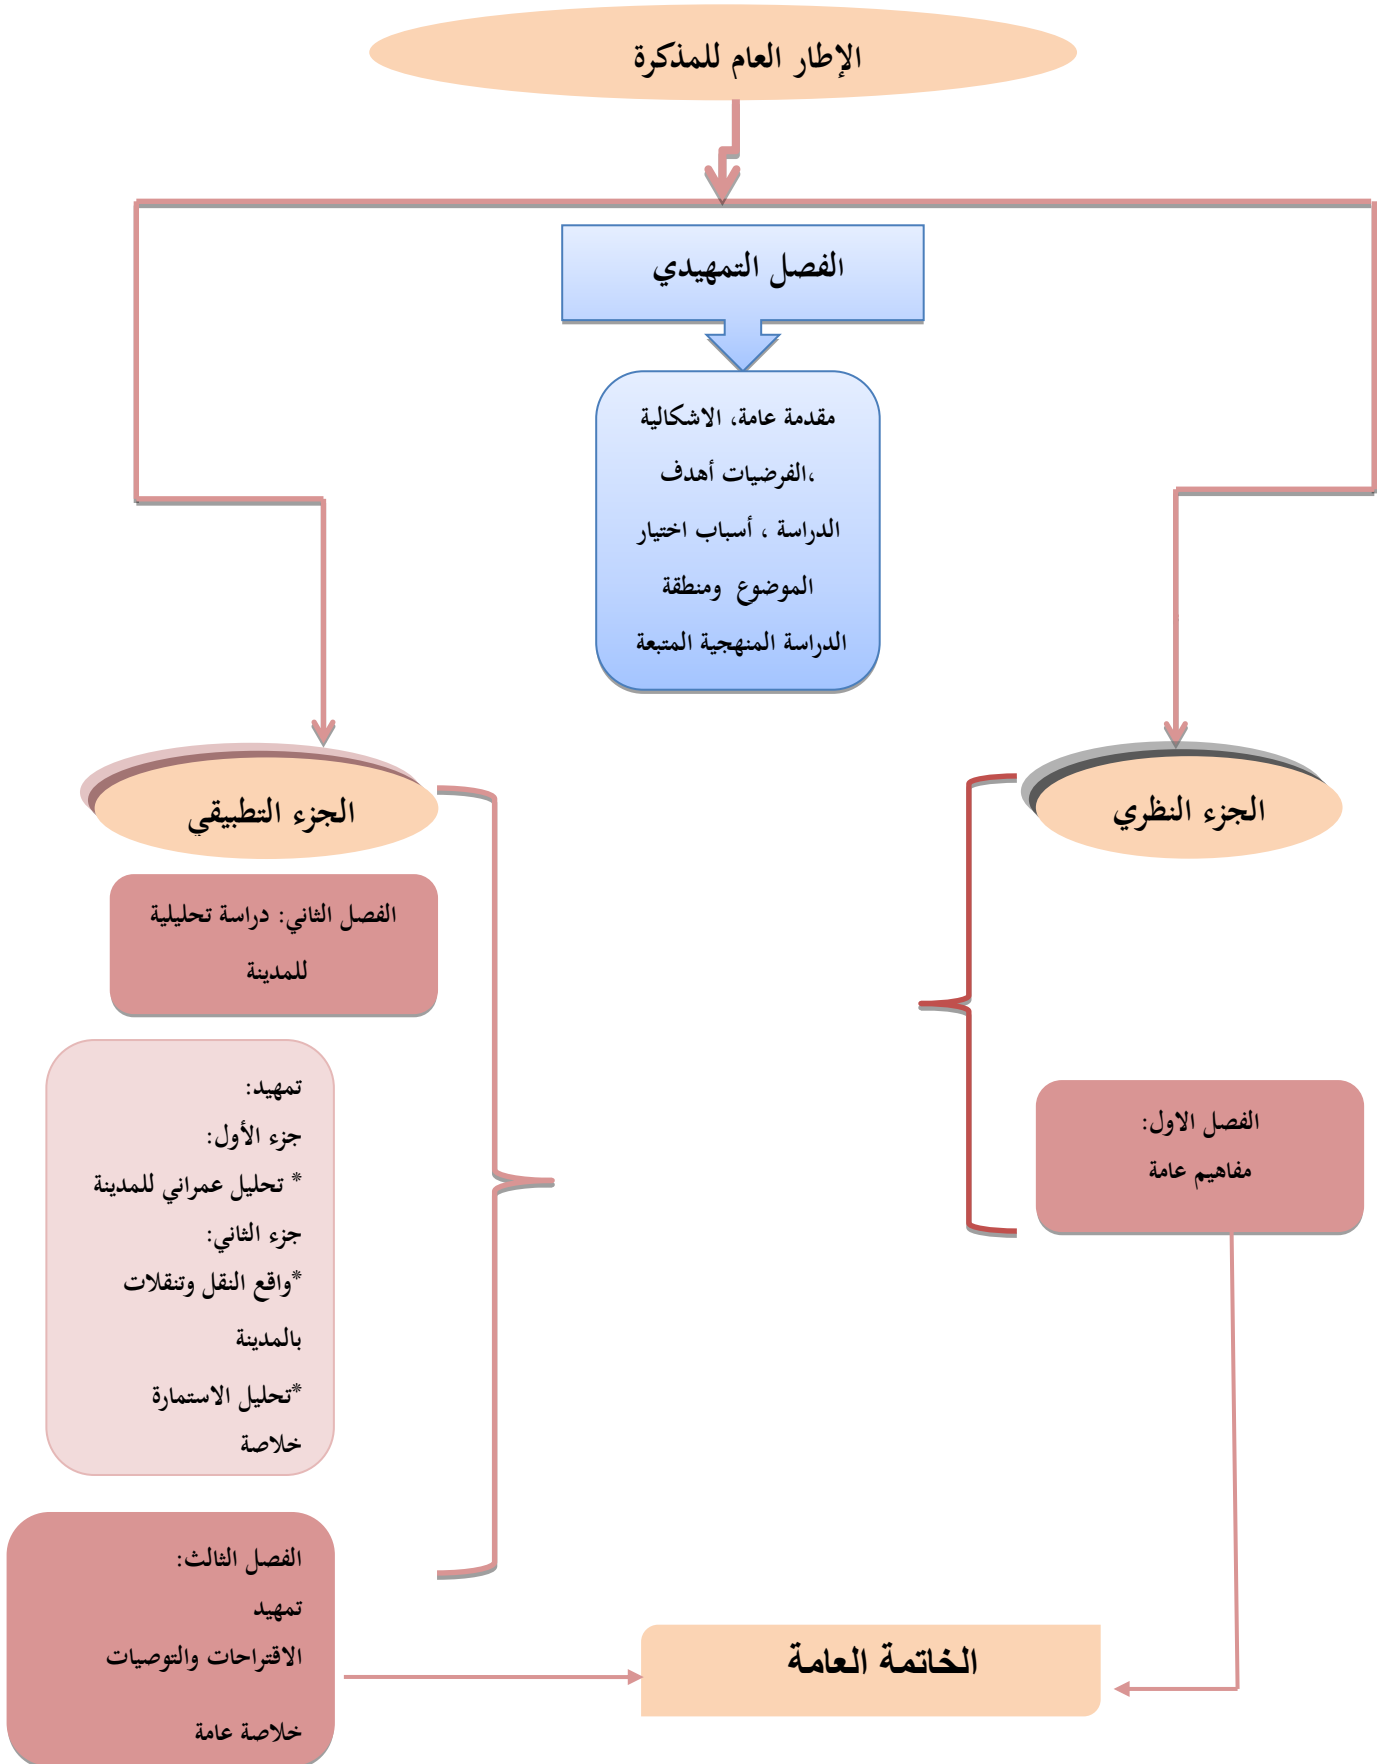 الإطار العام للمذكرة
الفصل التمهيدي
مقدمة عامة، الاشكالية
،الفرضيات أهدف
الدراسة ، أسباب اختيار
الموضوع ومنطقة
الدراسة المنهجية المتبعة
الجزء النظري
الفصل الاول:
مفاهيم عامة
الجزء التطبيقي
الفصل الثاني: دراسة تحليلية
للمدينة
تمهيد:
جزء الأول:
* تحليل عمراني للمدينة
جزء الثاني:
*واقع النقل وتنقلات
بالمدينة
*تحليل الاستمارة
خلاصة
الفصل الثالث:
تمهيد
الاقتراحات والتوصيات
خلاصة عامة
الخاتمة العامة